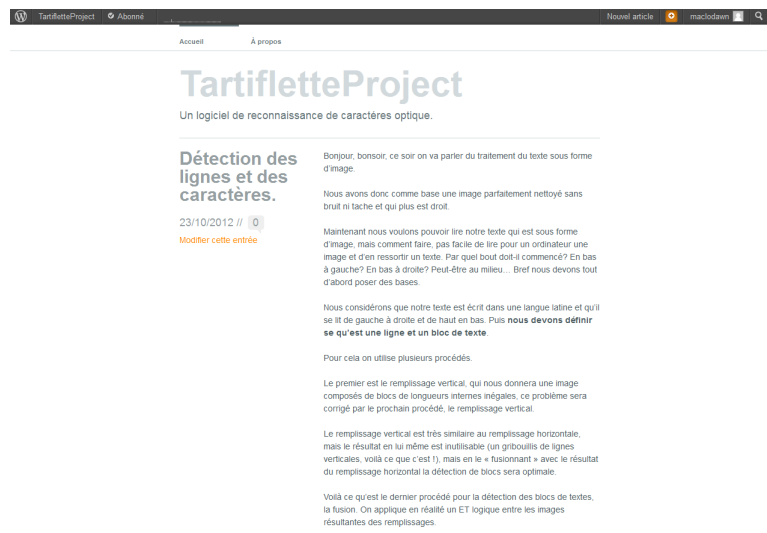 TartifletteProject Abonné Nouvel article maclodawn
Accueil À propos
TartifletteProject
Un logiciel de reconnaissance de caractères optique.
Détection des
lignes et des
caractères.
23/10/2012 // 0
Modifier cette entrée
Bonjour, bonsoir, ce soir on va parler du traitement du texte sous forme
d'image.
Nous avons donc comme base une image parfaitement nettoyé sans
bruit ni tache et qui plus est droit.
Maintenant nous voulons pouvoir lire notre texte qui est sous forme
d'image, mais comment faire, pas facile de lire pour un ordinateur une
image et d'en ressortir un texte. Par quel bout doit-il commencé? En bas
à gauche? En bas à droite? Peut-être au milieu… Bref nous devons tout
d'abord poser des bases.
Nous considérons que notre texte est écrit dans une langue latine et qu'il
se lit de gauche à droite et de haut en bas. Puis nous devons définir
se qu'est une ligne et un bloc de texte.
Pour cela on utilise plusieurs procédés.
Le premier est le remplissage vertical, qui nous donnera une image
composés de blocs de longueurs internes inégales, ce problème sera
corrigé par le prochain procédé, le remplissage vertical.
Le remplissage vertical est très similaire au remplissage horizontale,
mais le résultat en lui même est inutilisable (un gribouillis de lignes
verticales, voilà ce que c'est !), mais en le « fusionnant » avec le résultat
du remplissage horizontal la détection de blocs sera optimale.
Voilà ce qu'est le dernier procédé pour la détection des blocs de textes,
la fusion. On applique en réalité un ET logique entre les images
résultantes des remplissages.